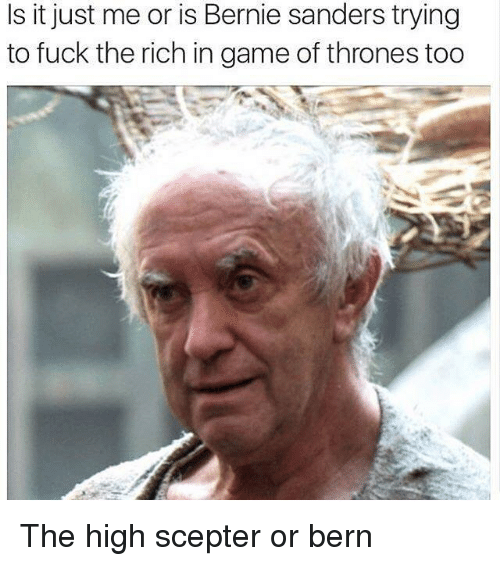 Is it just me or is Bernie sanders trying
to fuck the rich in game of thrones too
The high scepter or bern